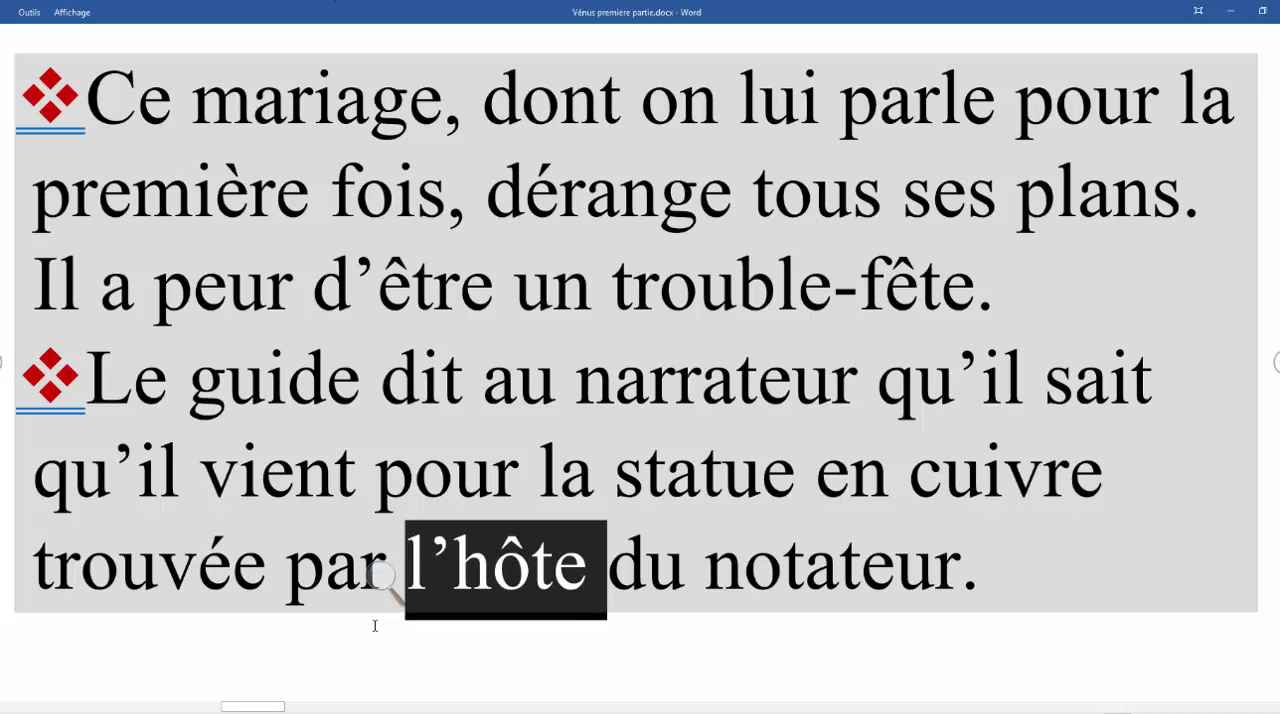 Outils Affichage Vénus premiere partie.docx - Word
❖Ce mariage, dont on lui parle pour la
première fois, dérange tous ses plans.
Il a peur d’être un trouble-fête.
❖Le guide dit au narrateur qu’il sait
qu’il vient pour la statue en cuivre
trouvée par l’hôte du notateur.